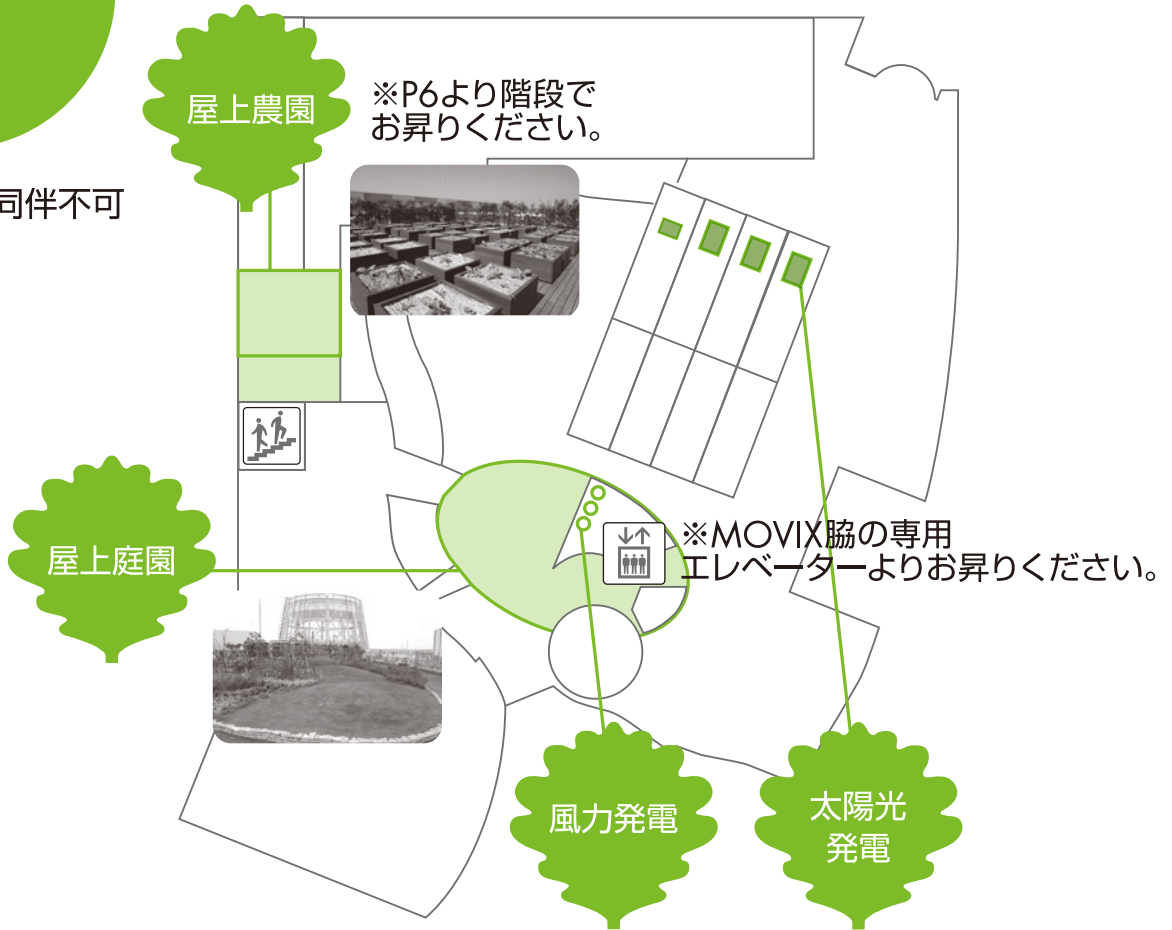 屋上農園
※P6より階段で
お昇りください。
同伴不可
屋上庭園
※MOVIX脇の専用
エレベーターよりお昇りください。
風力発電
太陽光
発電